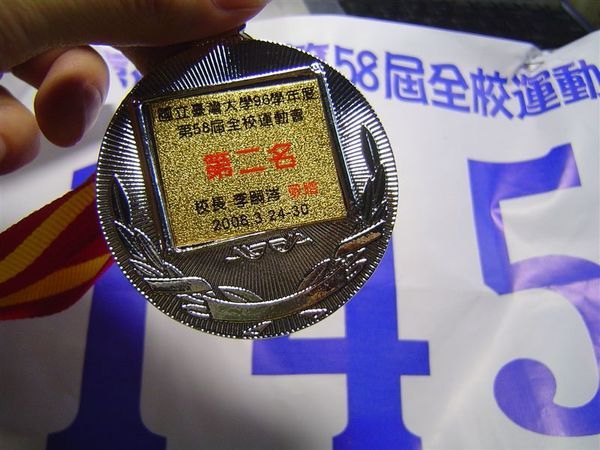 國立臺灣大學96學年度
第58屆全校運動會
第二名
校長 李嗣涔
2008.3.24-30
58屆全校運動
145